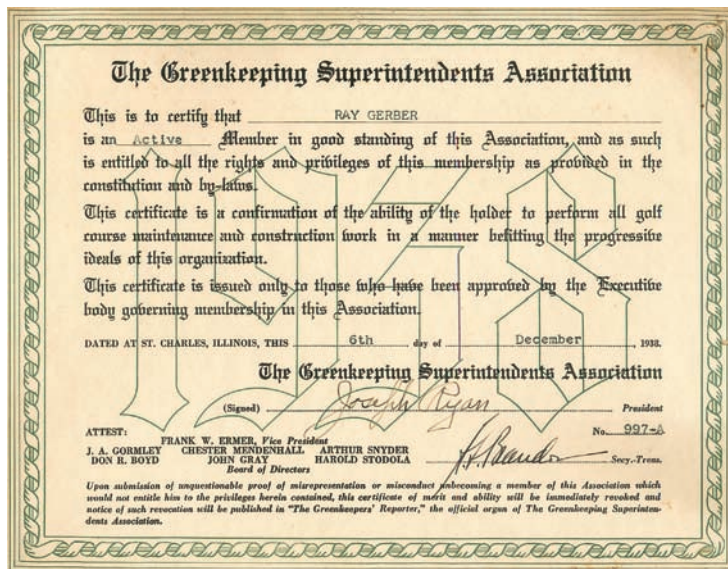 The Greenkeeping Superintendents Association
This is to certify that RAY GERBER
is an Active Member in good standing of this Association, and as such
is entitled to all the rights and privileges of this membership as provided in the
constitution and by-laws.
This certificate is a confirmation of the ability of the holder to perform all golf
course maintenance and construction work in a manner befitting the progressive
ideals of this organization.
This certificate is issued only to those who have been approved by the Executive
body governing membership in this Association.
DATED AT ST. CHARLES, ILLINOIS, THIS 6th day of December, 1938.
The Greenkeeping Superintendents Association
(Signed) Joseph Ryan President
ATTEST: No. 997-A
FRANK W. ERMER, Vice President
J. A. GORMLEY CHESTER MENDENHALL ARTHUR SNYDER
DON R. BOYD JOHN GRAY HAROLD STODOLA
Board of Directors
Brandon Secy.-Treas.
Upon submission of unquestionable proof of misrepresentation or misconduct unbecoming a member of this Association which
would not entitle him to the privileges herein contained, this certificate of merit and ability will be immediately revoked and
notice of such revocation will be published in "The Greenkeepers' Reporter," the official organ of The Greenkeeping Superinten-
dents Association.
1938